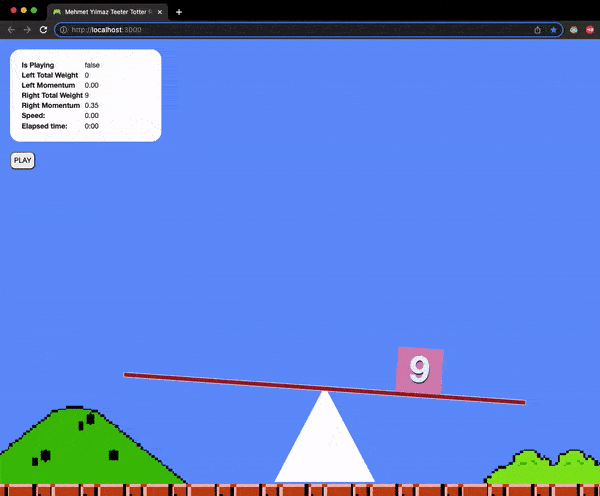 Mehmet Yılmaz Teeter Totter
http://localhost:3000
Is Playing false
Left Total Weight 0
Left Momentum 0.00
Right Total Weight 9
Right Momentum 0.35
Speed: 0.00
Elapsed time: 0:00
PLAY
9